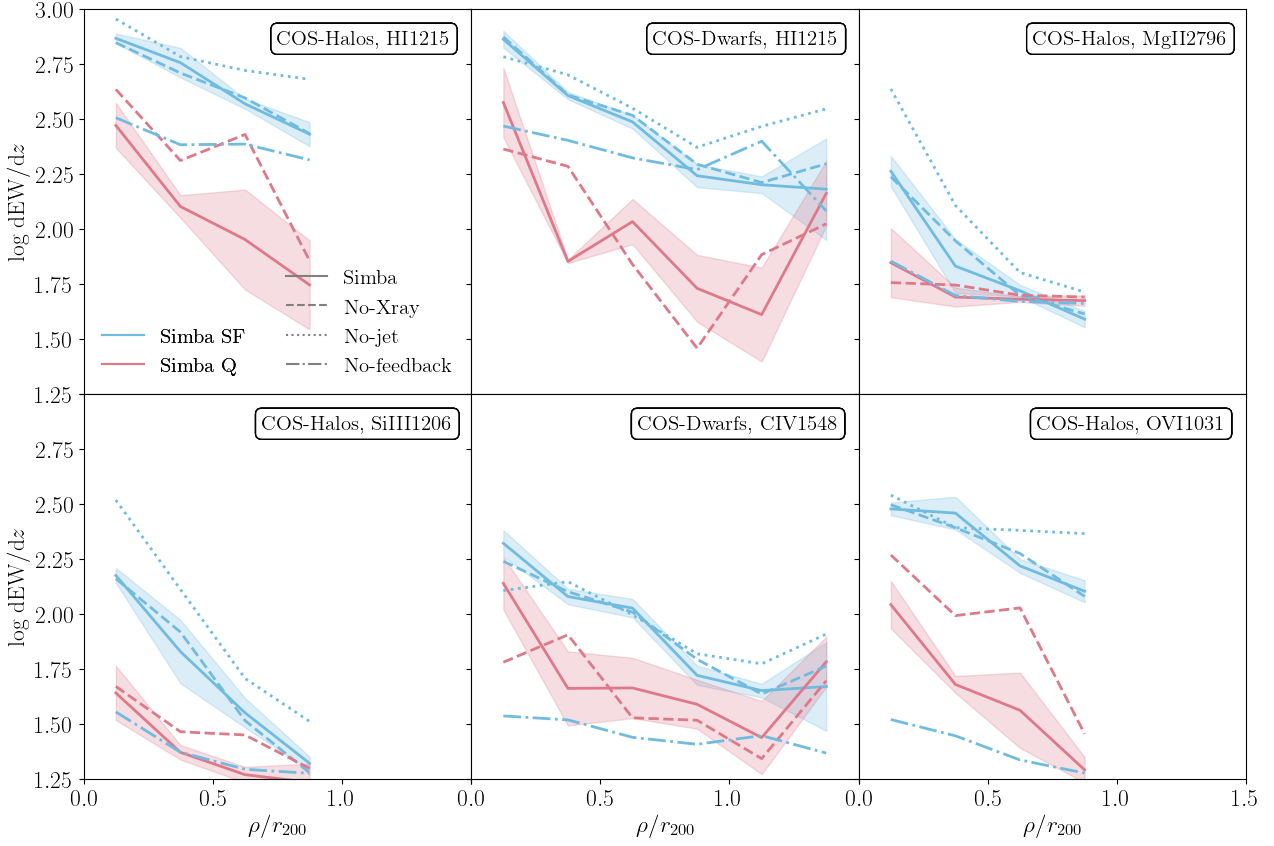 COS-Halos, HI1215
COS-Dwarfs, HI1215
COS-Halos, MgII2796
3.00
2.75
2.50
2.25
2.00
1.75
1.50
1.25
log dEW/dz
Simba SF
Simba Q
Simba
No-Xray
No-jet
No-feedback
COS-Halos, SiIII1206
COS-Dwarfs, CIV1548
COS-Halos, OVI1031
2.75
2.50
2.25
2.00
1.75
1.50
1.25
log dEW/dz
0.0 0.5 1.0 0.0 0.5 1.0 0.0 0.5 1.0 1.5
ρ/r200 ρ/r200 ρ/r200